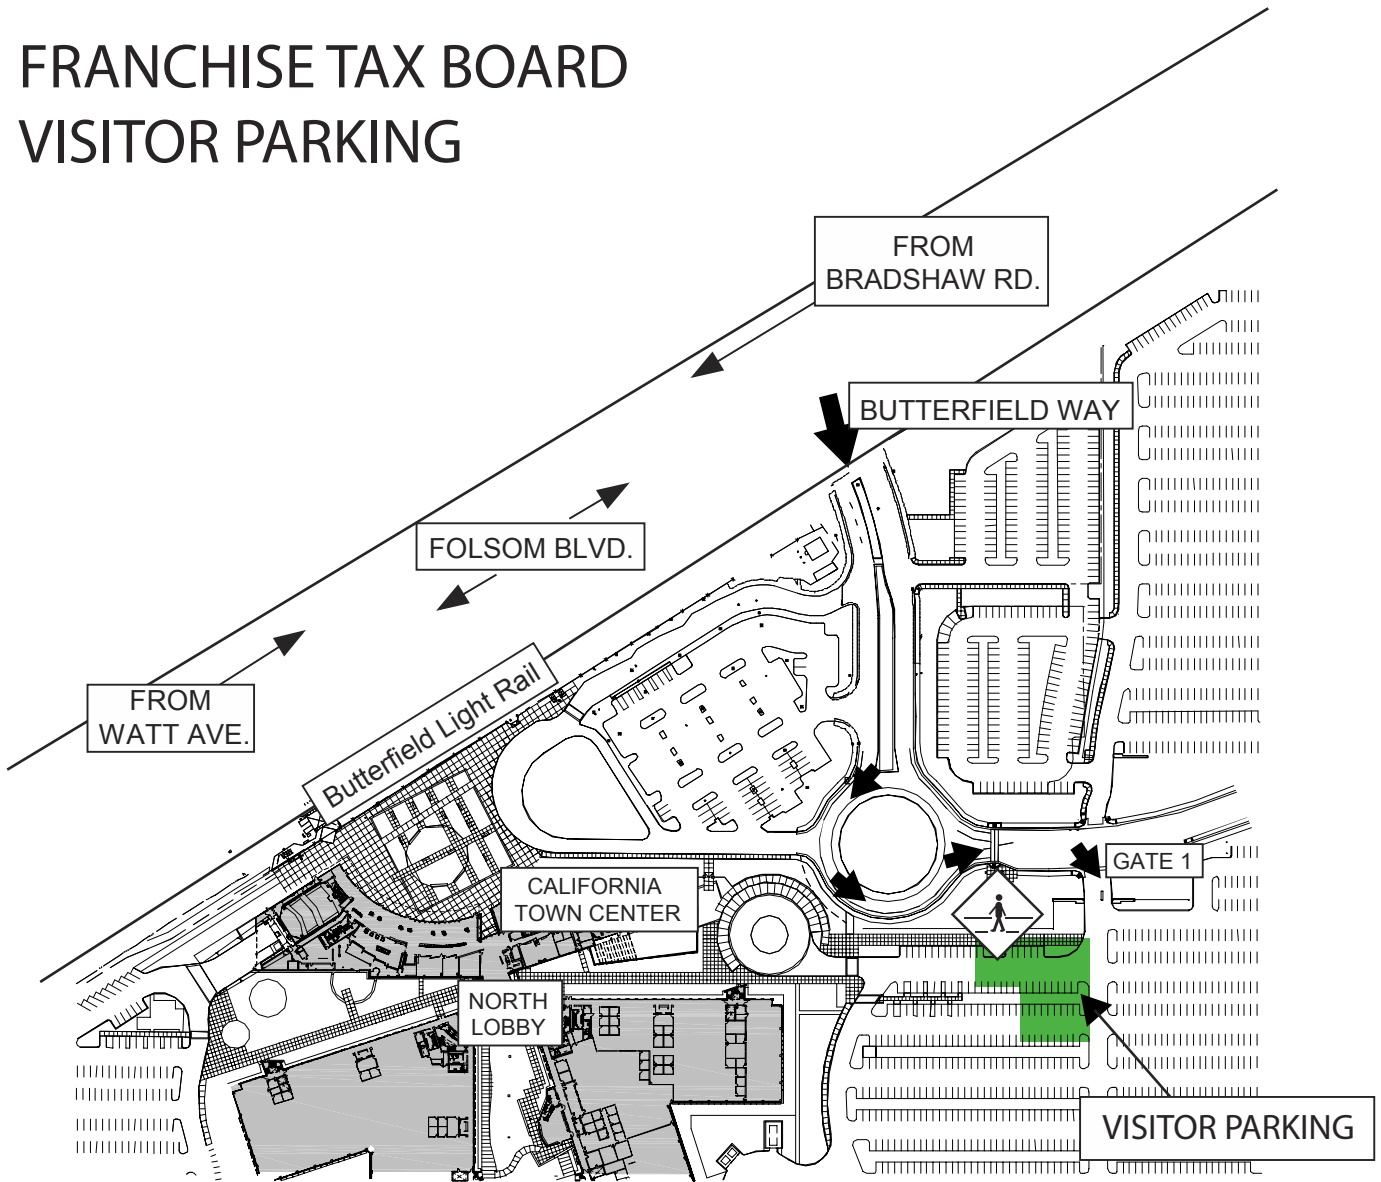 FRANCHISE TAX BOARD
VISITOR PARKING
FROM
BRADSHAW RD.
BUTTERFIELD WAY
FOLSOM BLVD.
FROM
WATT AVE.
Butterfield Light Rail
GATE 1
CALIFORNIA
TOWN CENTER
NORTH
LOBBY
VISITOR PARKING